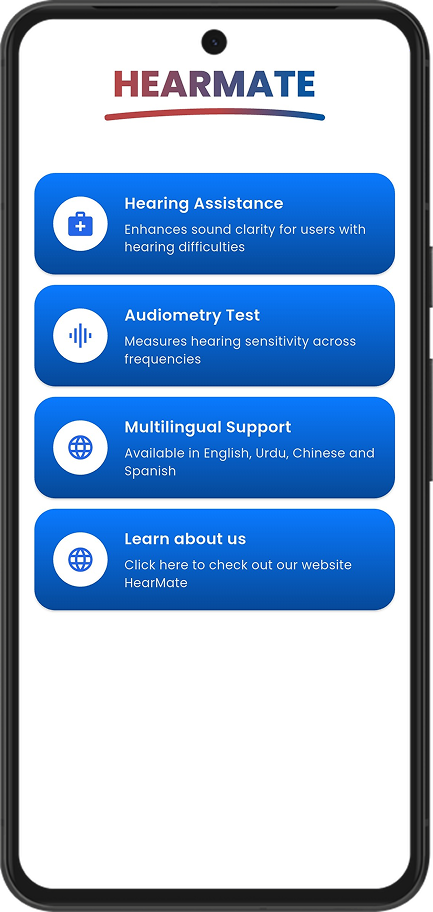 HEARMATE
Hearing Assistance
Enhances sound clarity for users with
hearing difficulties
Audiometry Test
Measures hearing sensitivity across
frequencies
Multilingual Support
Available in English, Urdu, Chinese and
Spanish
Learn about us
Click here to check out our website
HearMate